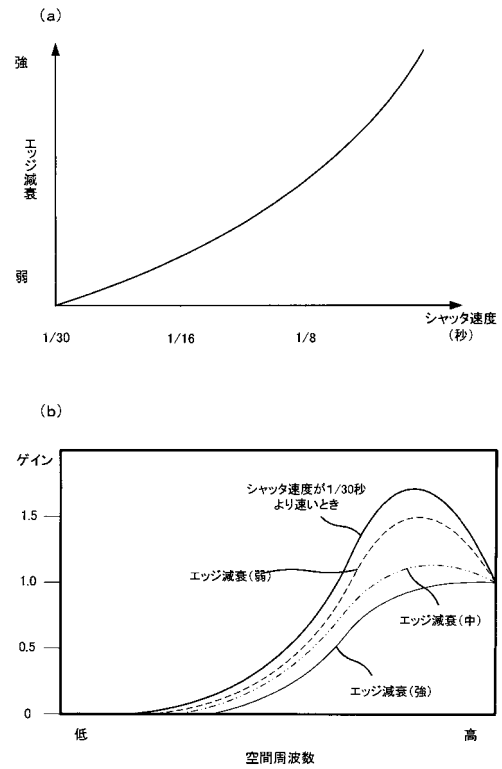 (a)
強
エッジ減衰
弱
シャッタ速度
(秒)
1/30
1/16
1/8
(b)
ゲイン
シャッタ速度が1/30秒
より速いとき
1.5
エッジ減衰(弱)
1.0
エッジ減衰(中)
0.5
エッジ減衰(強)
0
低
高
空間周波数